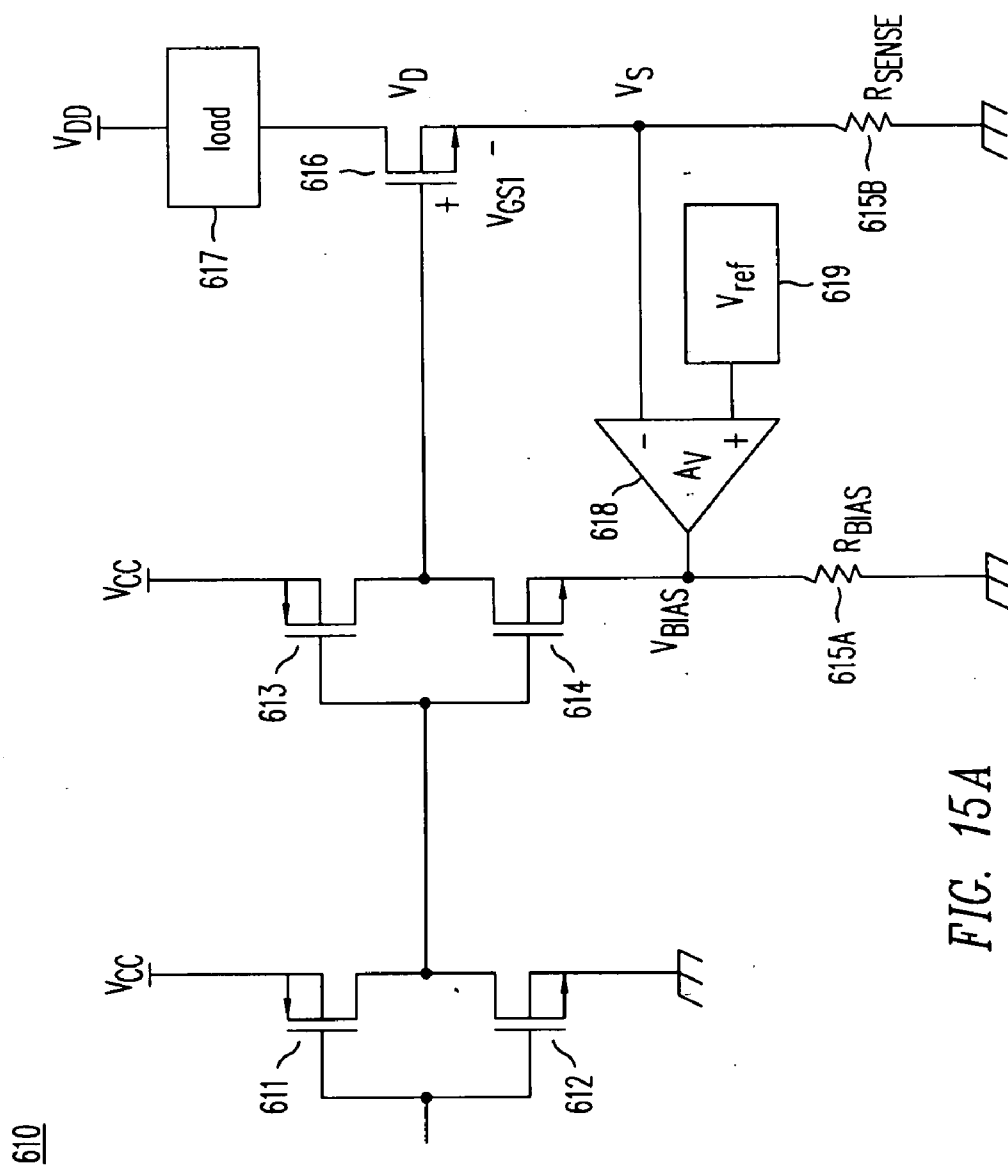 610
V_CC
611
612
V_CC
613
614
V_BIAS
615A
R_BIAS
618
A_V
-
+
V_ref
619
V_DD
load
617
616
V_D
+
-
V_GS1
V_S
615B
R_SENSE
FIG. 15A